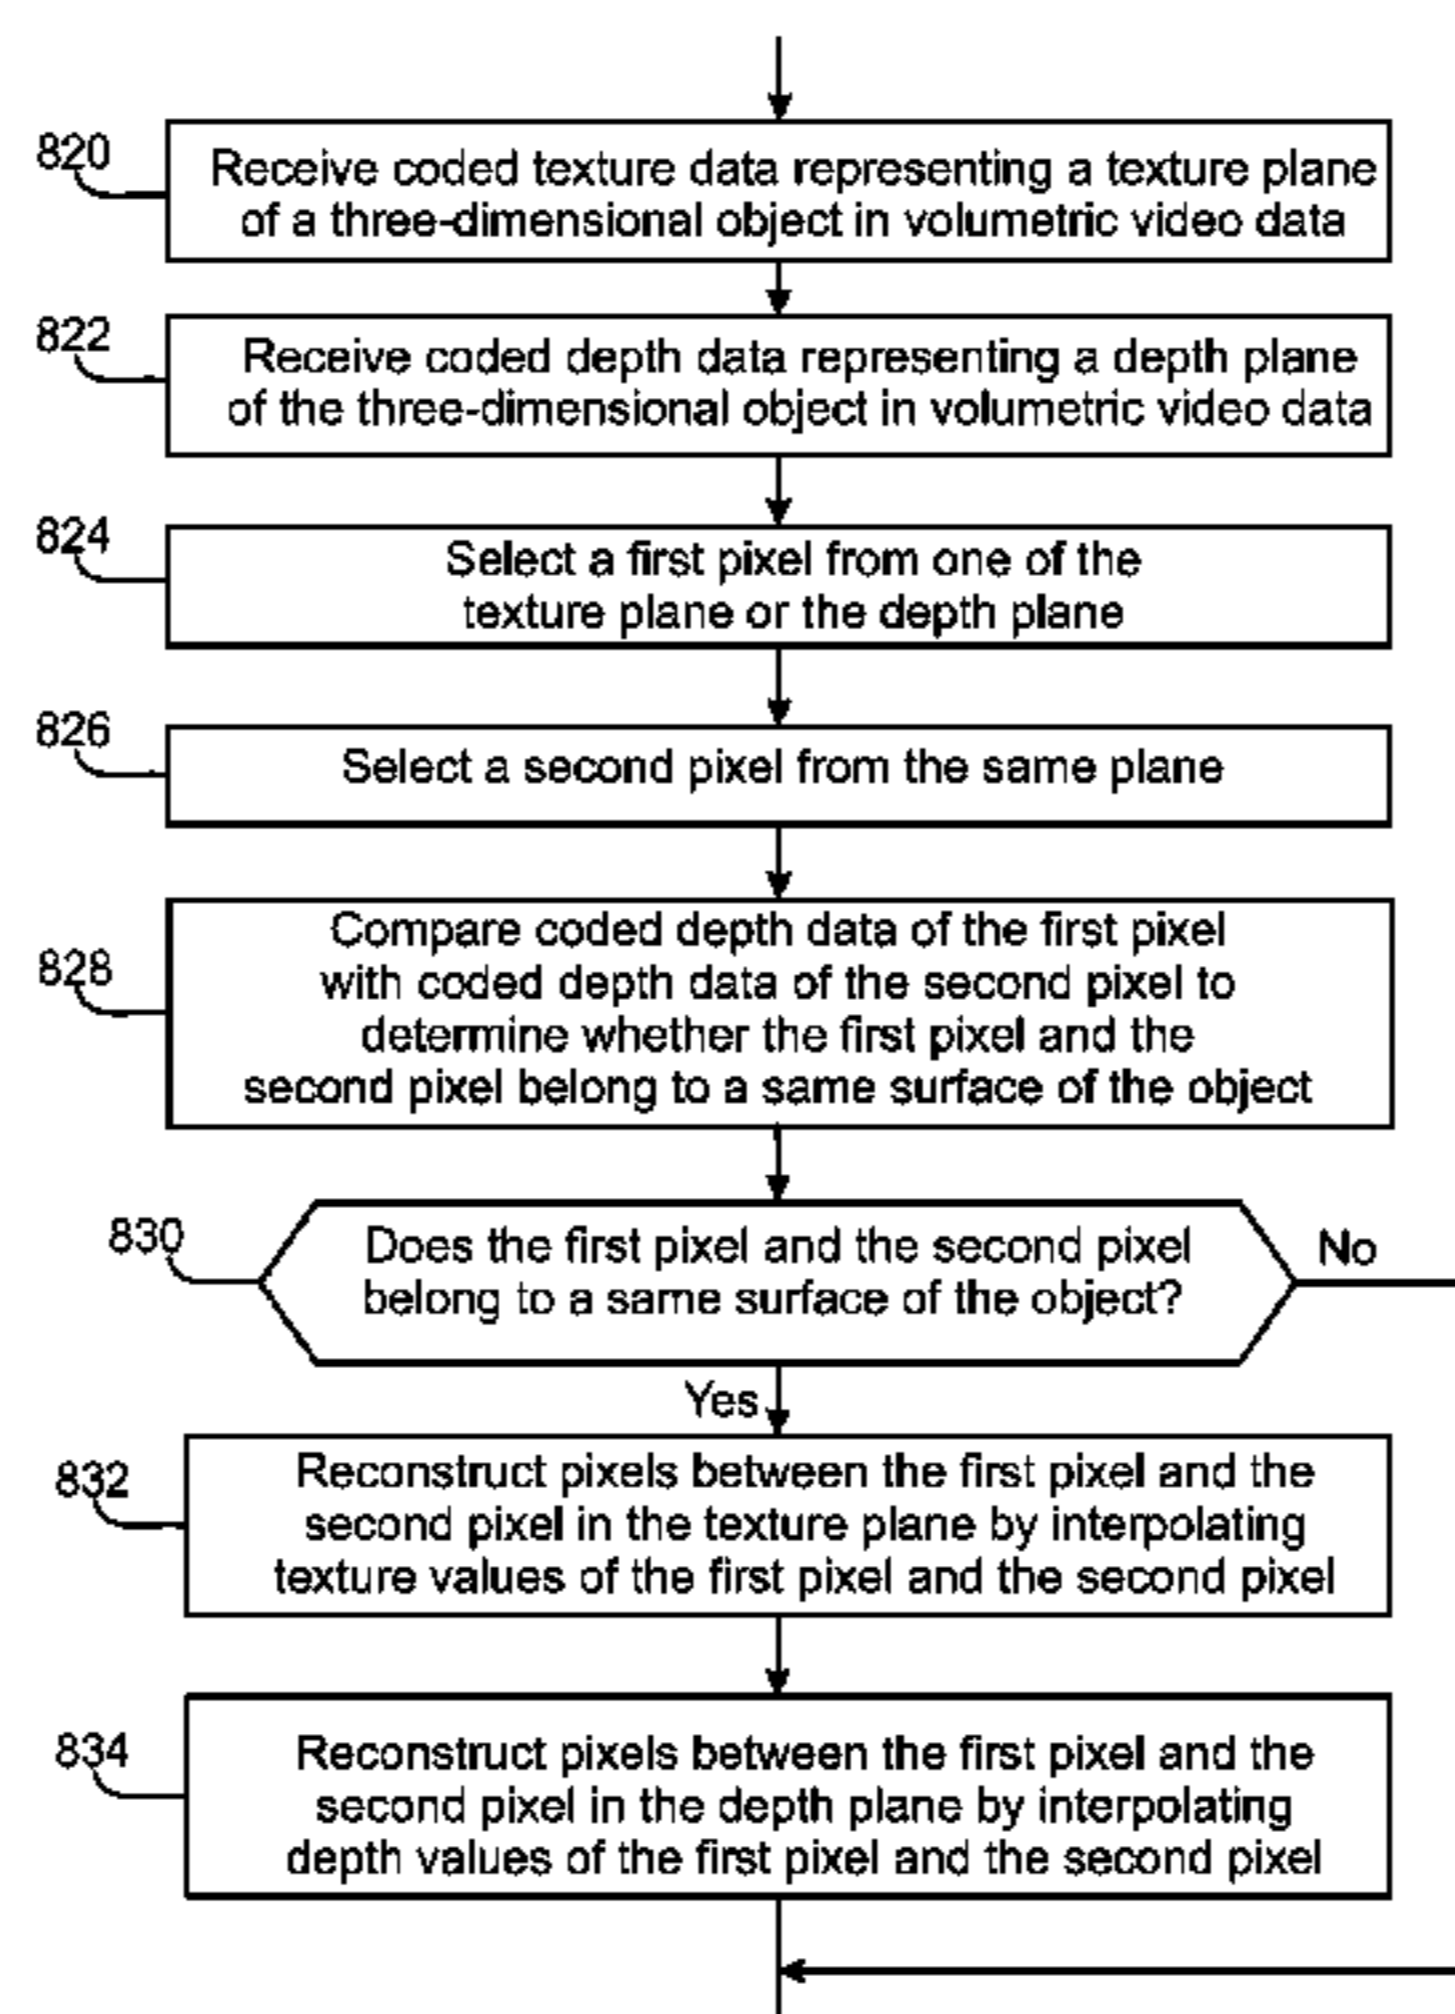 820
Receive coded texture data representing a texture plane
of a three-dimensional object in volumetric video data
822
Receive coded depth data representing a depth plane
of the three-dimensional object in volumetric video data
824
Select a first pixel from one of the
texture plane or the depth plane
826
Select a second pixel from the same plane
828
Compare coded depth data of the first pixel
with coded depth data of the second pixel to
determine whether the first pixel and the
second pixel belong to a same surface of the object
830
Does the first pixel and the second pixel
belong to a same surface of the object?
No
Yes
832
Reconstruct pixels between the first pixel and the
second pixel in the texture plane by interpolating
texture values of the first pixel and the second pixel
834
Reconstruct pixels between the first pixel and the
second pixel in the depth plane by interpolating
depth values of the first pixel and the second pixel